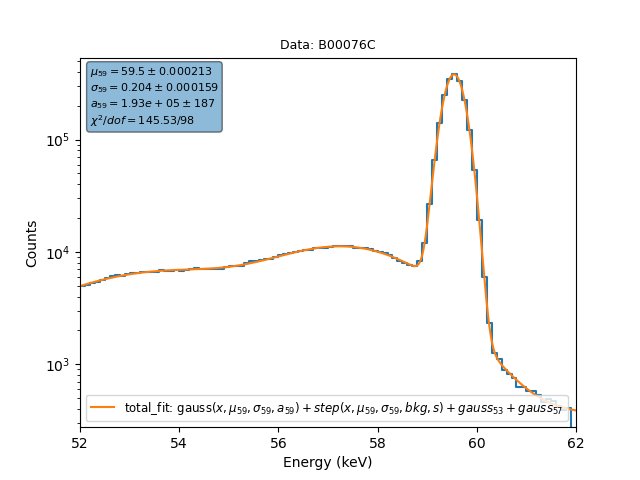 Data: B00076C
μ₅₉ = 59.5 ± 0.000213
σ₅₉ = 0.204 ± 0.000159
a₅₉ = 1.93e + 05 ± 187
χ²/dof = 145.53/98
10⁵
10⁴
10³
Counts
total_fit: gauss(x, μ₅₉, σ₅₉, a₅₉) + step(x, μ₅₉, σ₅₉, bkg, s) + gauss₅₃ + gauss₅₇
52 54 56 58 60 62
Energy (keV)